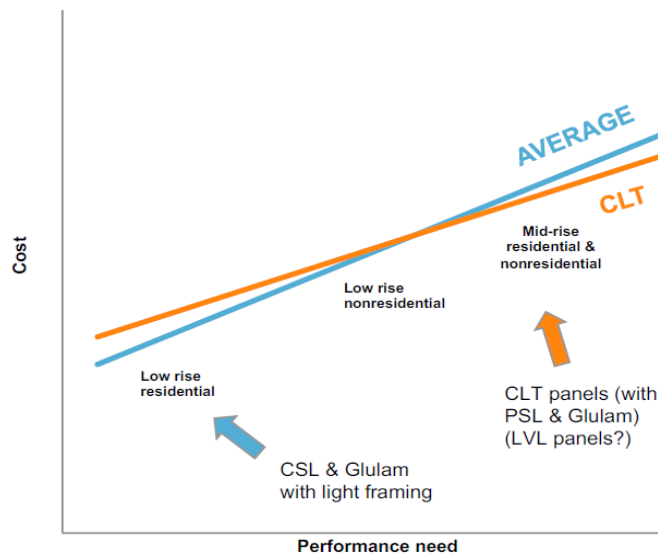 AVERAGE
CLT
Cost
Mid-rise
residential &
nonresidential
Low rise
nonresidential
Low rise
residential
CLT panels (with
PSL & Glulam)
(LVL panels?)
CSL & Glulam
with light framing
Performance need